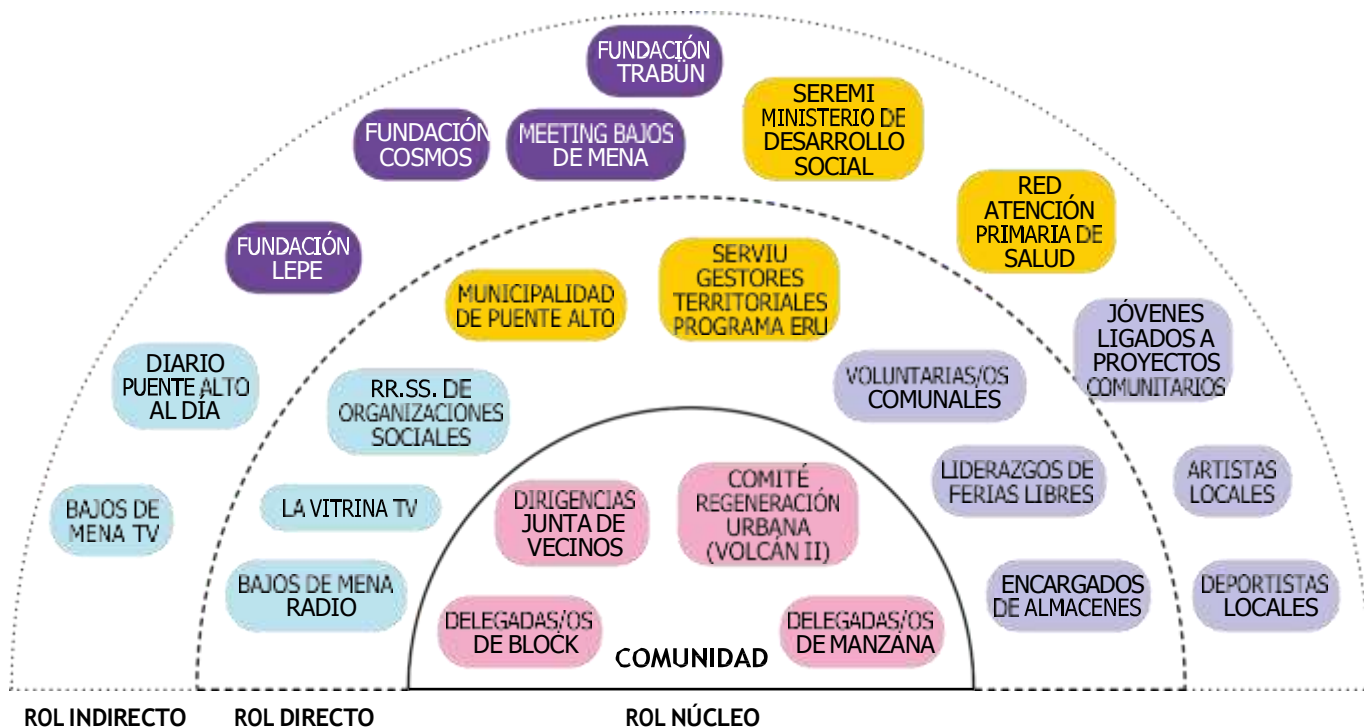 FUNDACIÓN
TRABÜN
SEREMI
MINISTERIO DE
DESARROLLO
SOCIAL
FUNDACIÓN
COSMOS
MEETING BAJOS
DE MENA
RED
ATENCIÓN
PRIMARIA DE
SALUD
FUNDACIÓN
LEPE
MUNICIPALIDAD
DE PUENTE ALTO
SERVIU
GESTORES
TERRITORIALES
PROGRAMA ERU
JÓVENES
LIGADOS A
PROYECTOS
COMUNITARIOS
DIARIO
PUENTE ALTO
AL DÍA
RR.SS. DE
ORGANIZACIONES
SOCIALES
VOLUNTARIAS/OS
COMUNALES
BAJOS DE
MENA TV
LA VITRINA TV
DIRIGENCIAS
JUNTA DE
VECINOS
COMITÉ
REGENERACIÓN
URBANA
(VOLCÁN II)
LIDERAZGOS DE
FERIAS LIBRES
ARTISTAS
LOCALES
BAJOS DE MENA
RADIO
ENCARGADOS
DE ALMACENES
DEPORTISTAS
LOCALES
DELEGADAS/OS
DE BLOCK
DELEGADAS/OS
DE MANZANA
COMUNIDAD
ROL INDIRECTO
ROL DIRECTO
ROL NÚCLEO